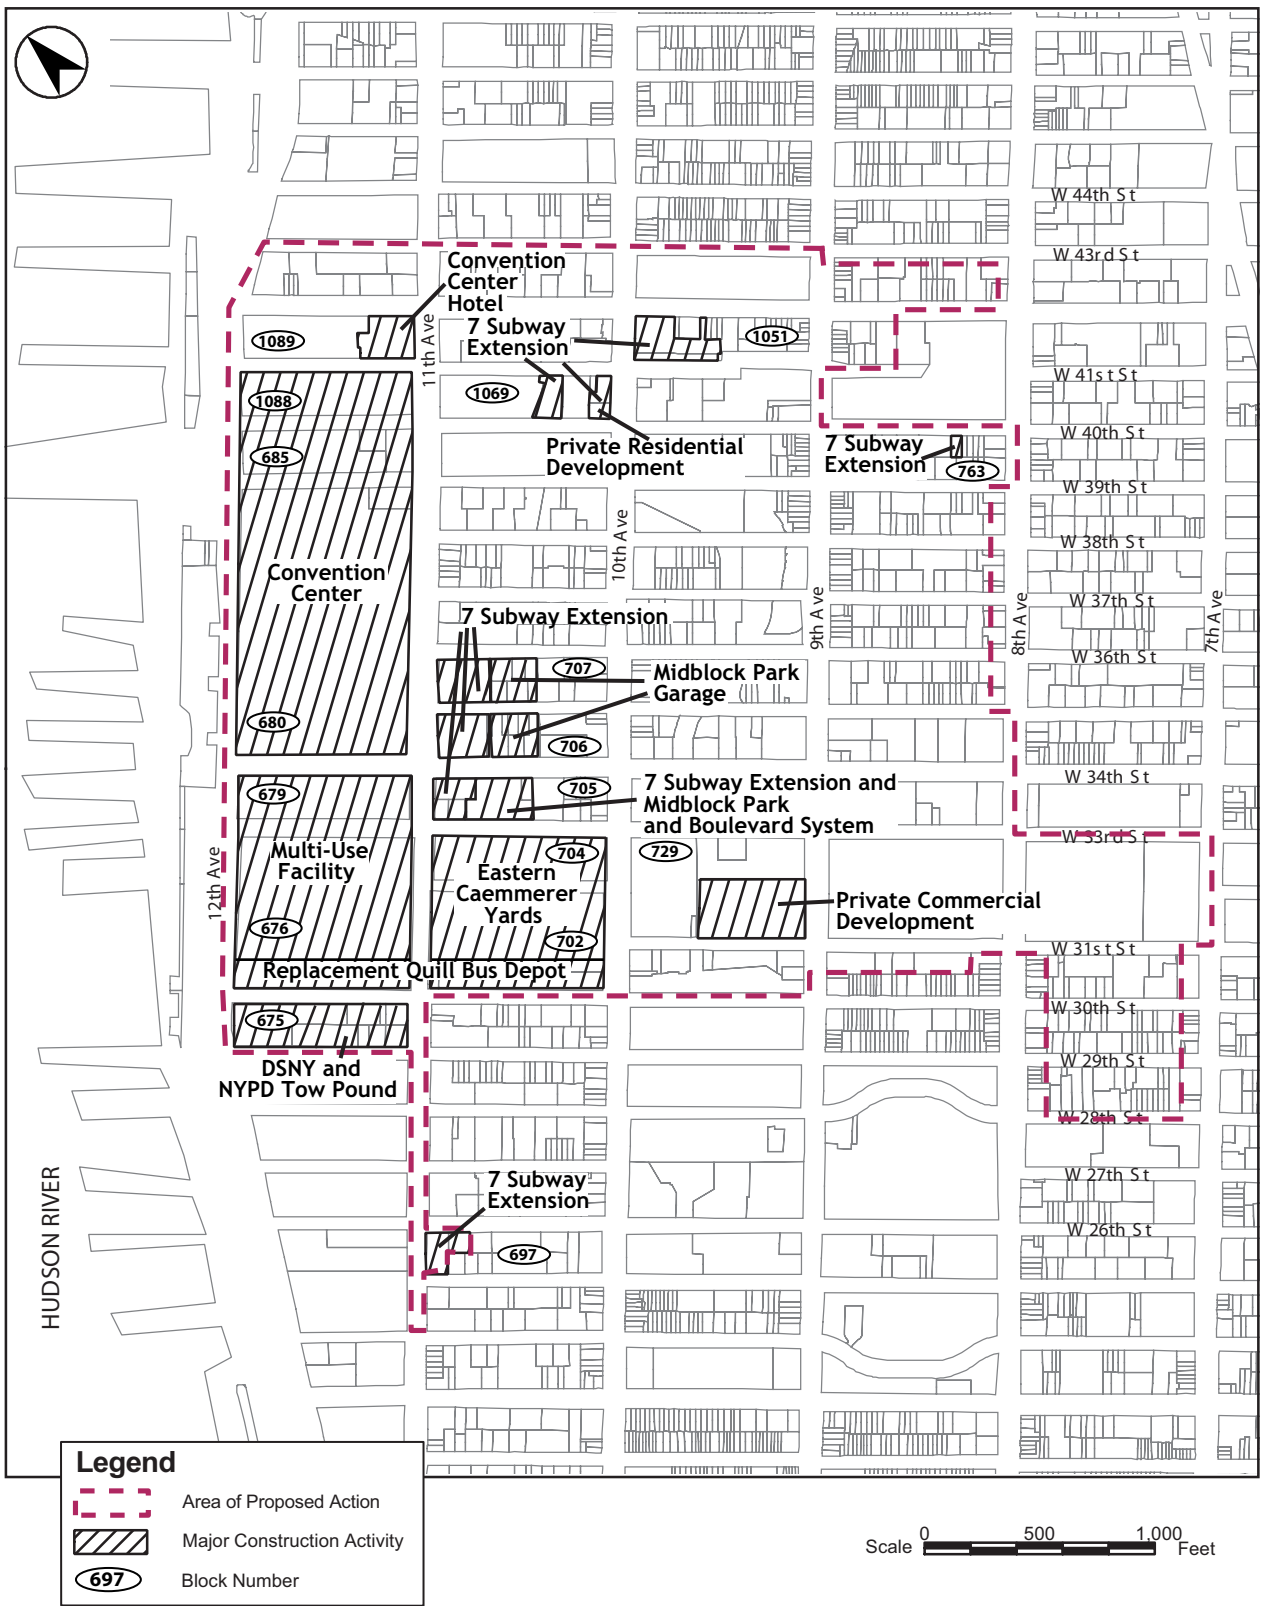 W 44th St
W 43rd St
Convention
Center
Hotel
7 Subway
Extension
1089
11th Ave
1051
W 41st St
1088
1069
W 40th St
Private Residential
Development
7 Subway
Extension
763
685
W 39th St
10th Ave
W 38th St
Convention
Center
9th Ave
8th Ave
7th Ave
W 37th St
7 Subway Extension
W 36th St
707
Midblock Park
Garage
680
706
W 34th St
679
705
7 Subway Extension and
Midblock Park
and Boulevard System
W 33rd St
12th Ave
Multi-Use
Facility
704
729
Eastern
Caemmerer
Yards
Private Commercial
Development
676
702
W 31st St
Replacement Quill Bus Depot
W 30th St
675
DSNY and
NYPD Tow Pound
W 29th St
W 28th St
HUDSON RIVER
7 Subway
Extension
W 27th St
W 26th St
697
Legend
Area of Proposed Action
Major Construction Activity
697
Block Number
Scale
0
500
1,000
Feet